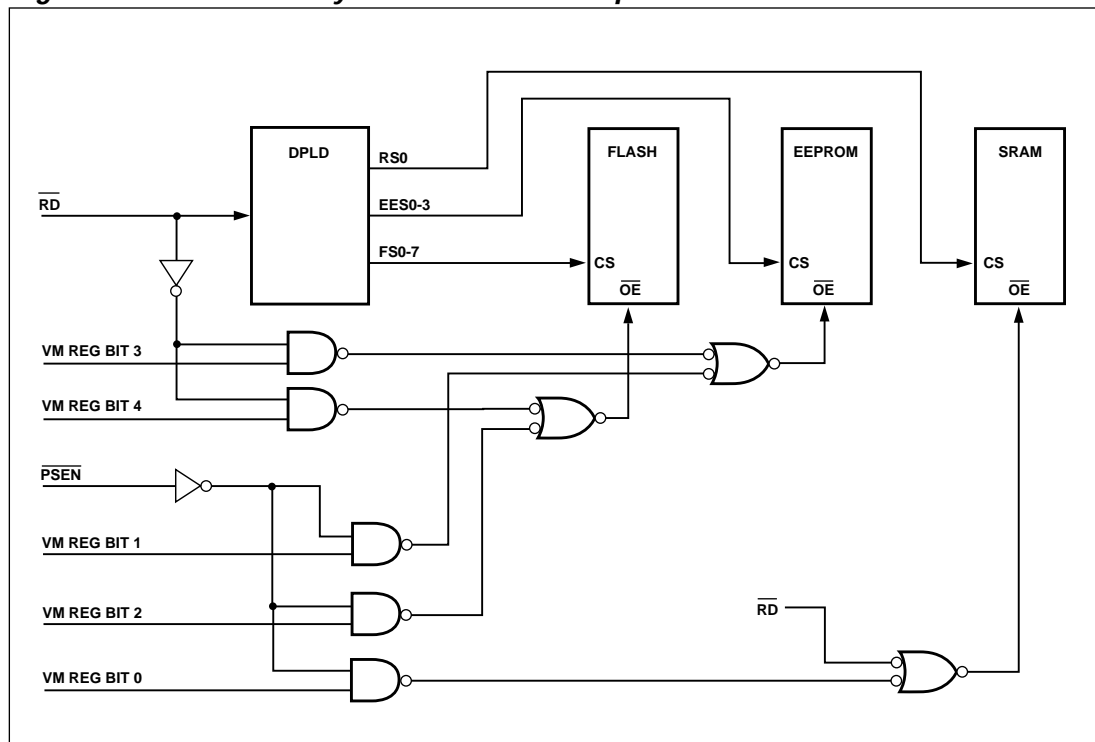 DPLD
FLASH
EEPROM
SRAM
RS0
RD
EES0-3
FS0-7
CS
CS
CS
OE
OE
OE
VM REG BIT 3
VM REG BIT 4
PSEN
VM REG BIT 1
VM REG BIT 2
RD
VM REG BIT 0